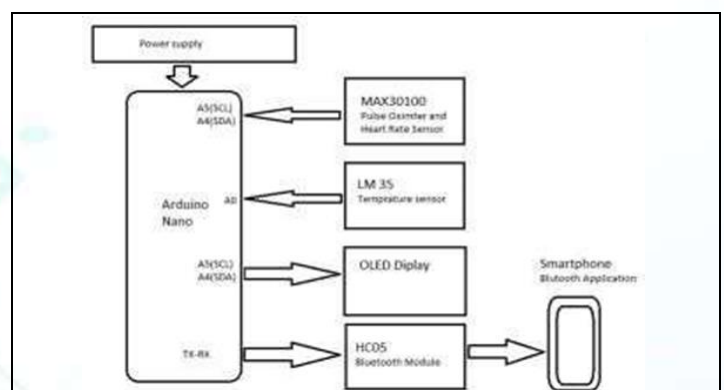 Power supply
A5(SCL)
A4(SDA)
MAX30100
Pulse Oximter and
Heart Rate Sensor
LM 35
Temprature sensor
Arduino
Nano
A0
A5(SCL)
A4(SDA)
OLED Diplay
Smartphone
Blutooth Application
TX-RX
HC05
Bluetooth Module